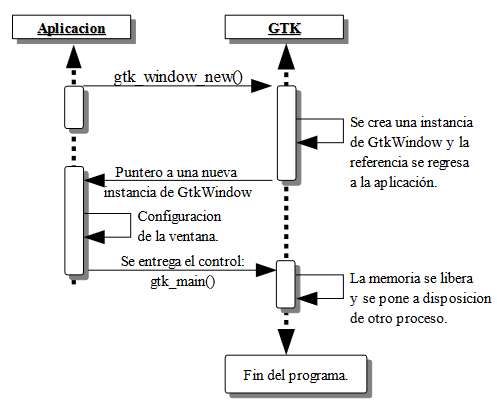 Aplicacion
GTK
gtk_window_new()
Se crea una instancia
de GtkWindow y la
referencia se regresa
a la aplicación.
Puntero a una nueva
instancia de GtkWindow
Configuracion
de la ventana.
Se entrega el control:
gtk_main()
La memoria se libera
y se pone a disposicion
de otro proceso.
Fin del programa.